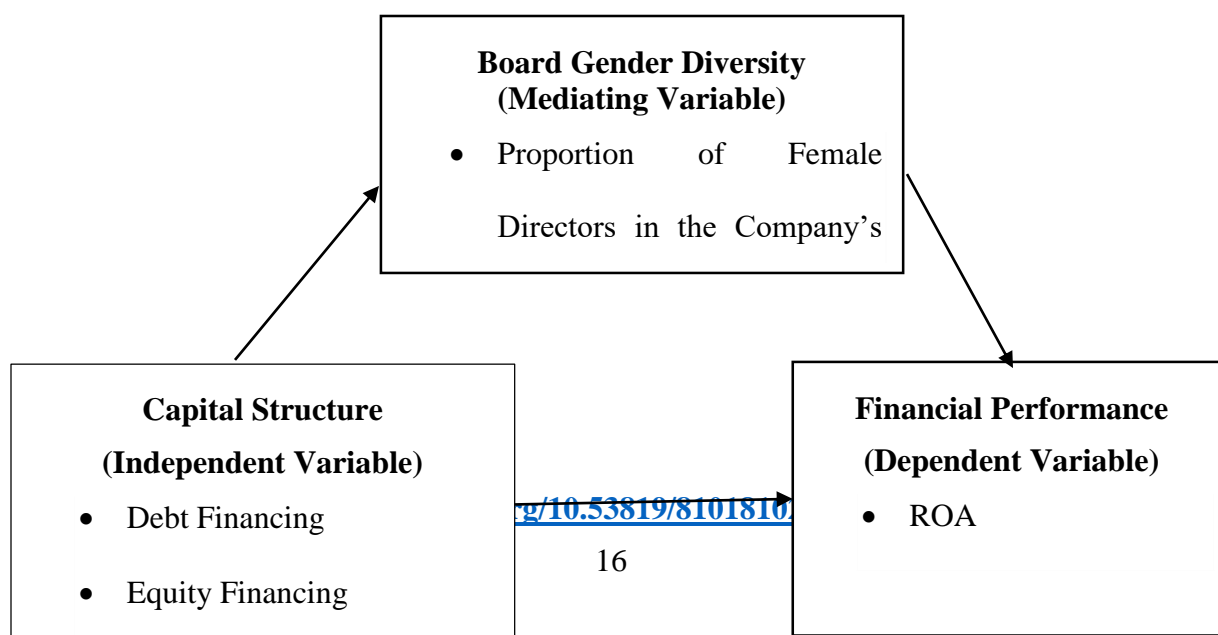 Board Gender Diversity
(Mediating Variable)
• Proportion of Female
Directors in the Company's
Capital Structure
(Independent Variable)
• Debt Financing
• Equity Financing
Financial Performance
(Dependent Variable)
• ROA
rg/10.53819/8101810
16